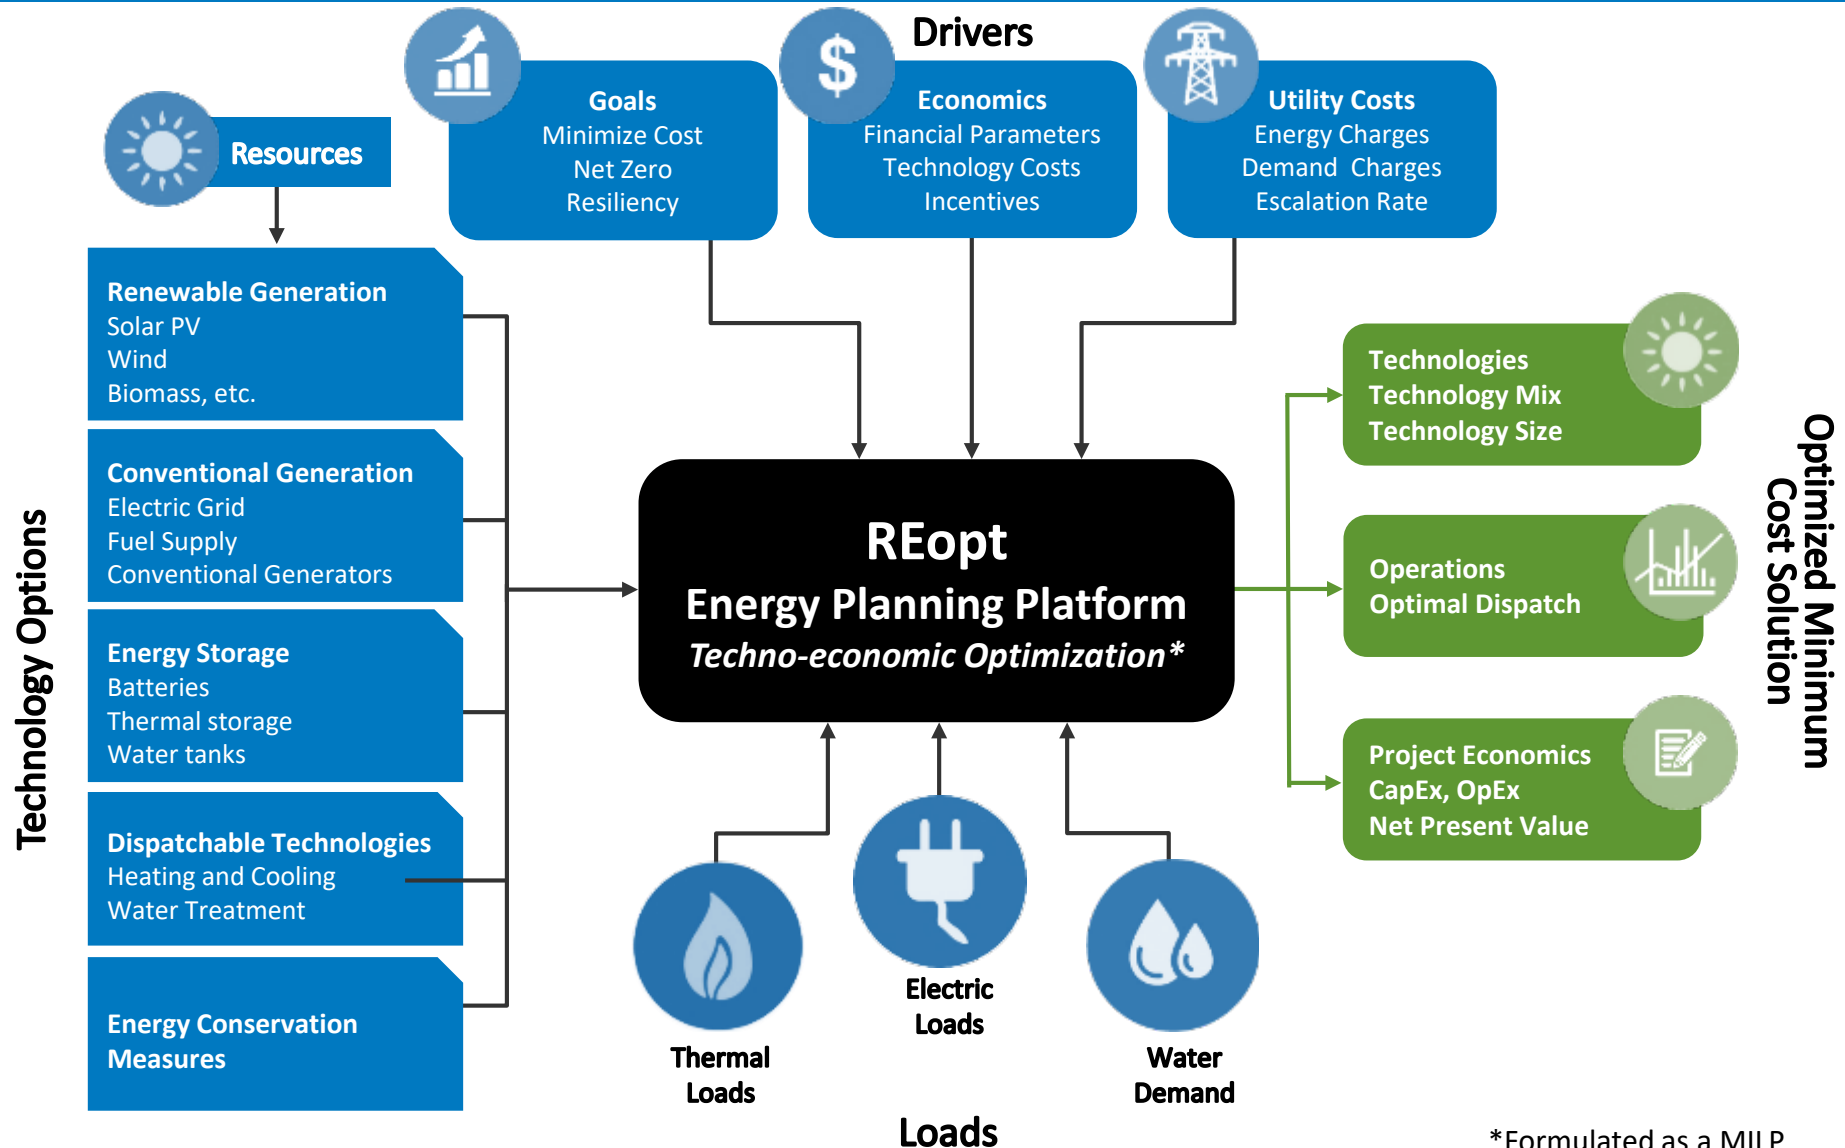 Drivers
Goals
Minimize Cost
Net Zero
Resiliency
Economics
Financial Parameters
Technology Costs
Incentives
Utility Costs
Energy Charges
Demand Charges
Escalation Rate
Resources
Technology Options
Renewable Generation
Solar PV
Wind
Biomass, etc.
Conventional Generation
Electric Grid
Fuel Supply
Conventional Generators
Energy Storage
Batteries
Thermal storage
Water tanks
Dispatchable Technologies
Heating and Cooling
Water Treatment
Energy Conservation
Measures
REopt
Energy Planning Platform
Techno-economic Optimization*
Technologies
Technology Mix
Technology Size
Operations
Optimal Dispatch
Project Economics
CapEx, OpEx
Net Present Value
Optimized Minimum
Cost Solution
Thermal
Loads
Electric
Loads
Water
Demand
Loads
*Formulated as a MILP